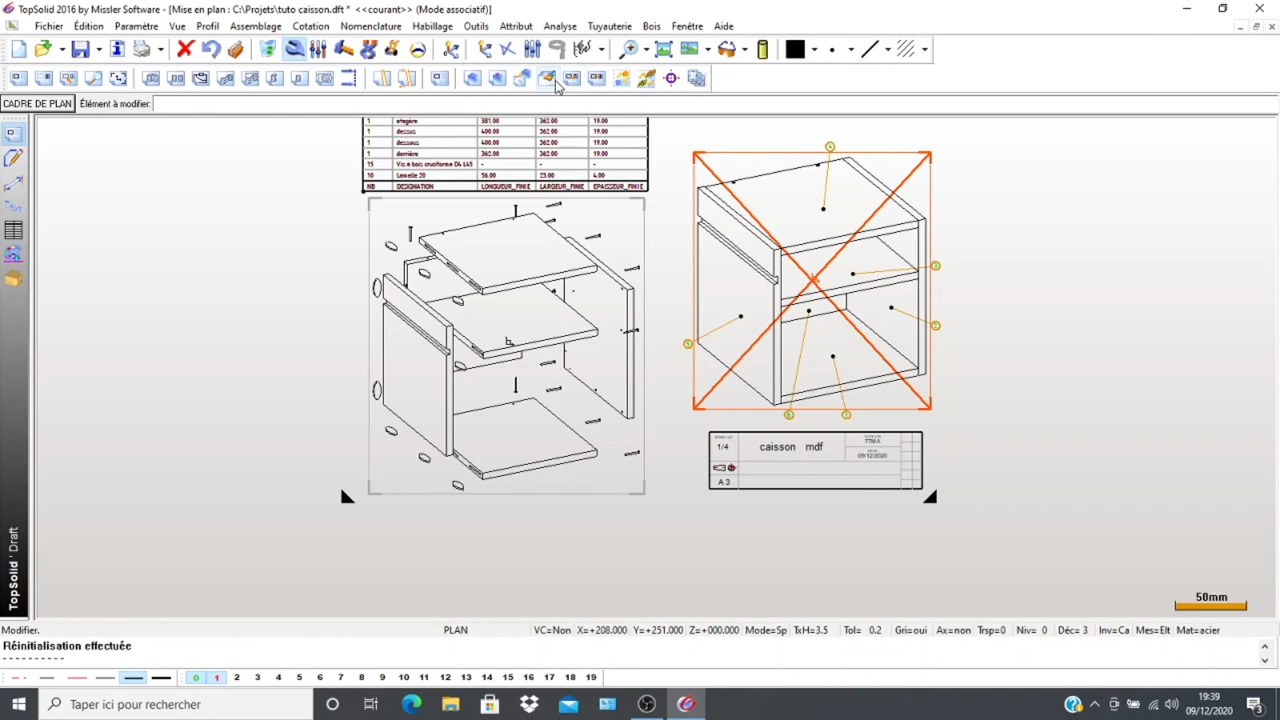 TopSolid 2016 by Missler Software - [Mise en plan : C:\Projets\tuto caisson.dft * <<courant>> (Mode associatif)]
Fichier Édition Paramètre Vue Profil Assemblage Cotation Nomenclature Habillage Outils Attribut Analyse Tuyauterie Bois Fenêtre Aide
CADRE DE PLAN Élément à modifier:
1 etagère 381.00 362.00 19.00
1 dessus 400.00 362.00 19.00
1 dessous 400.00 362.00 19.00
1 derrière 362.00 362.00 19.00
15 Vis à bois cruciforme D4 L45 - - -
10 Lamelle 20 56.00 23.00 4.00
NB DESIGNATION LONGUEUR_FINIE LARGEUR_FINIE EPAISSEUR_FINIE
1/4 caisson mdf TTMA
09/12/2020
A 3
TopSolid ' Draft
50mm
Modifier. PLAN VC=Non X=+208.000 Y=+251.000 Z=+000.000 Mode=Sp TxH=3.5 Tol= 0.2 Gri=oui Ax=non Trsp=0 Niv= 0 Déc= 3 Inv=Ca Mes=Elt Mat=acier
Réinitialisation effectuée
----------
0 1 2 3 4 5 6 7 8 9 10 11 12 13 14 15 16 17 18 19
Taper ici pour rechercher
19:39
09/12/2020
3